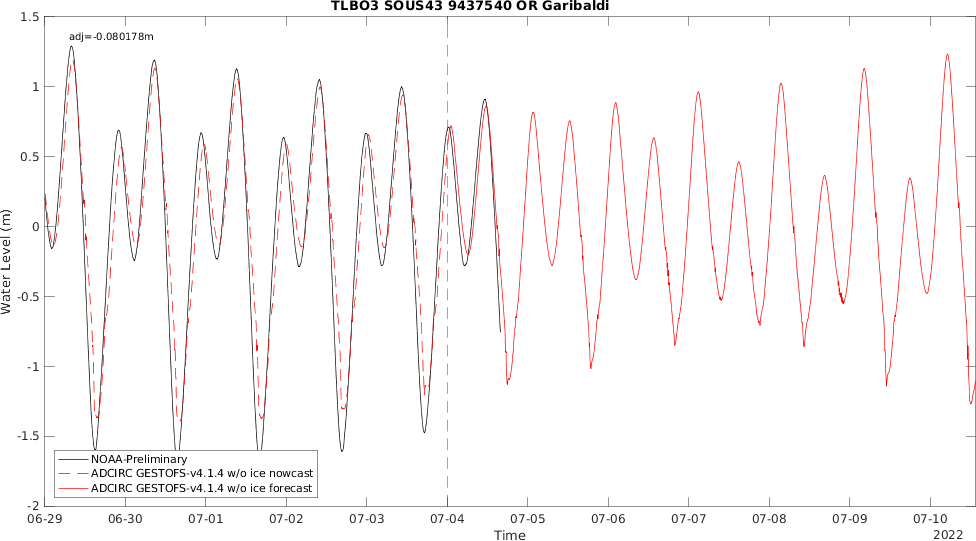 TLBO3 SOUS43 9437540 OR Garibaldi
adj=-0.080178m
1.5
1
0.5
0
-0.5
-1
-1.5
-2
Water Level (m)
NOAA-Preliminary
ADCIRC GESTOFS-v4.1.4 w/o ice nowcast
ADCIRC GESTOFS-v4.1.4 w/o ice forecast
06-29 06-30 07-01 07-02 07-03 07-04 07-05 07-06 07-07 07-08 07-09 07-10
Time
2022